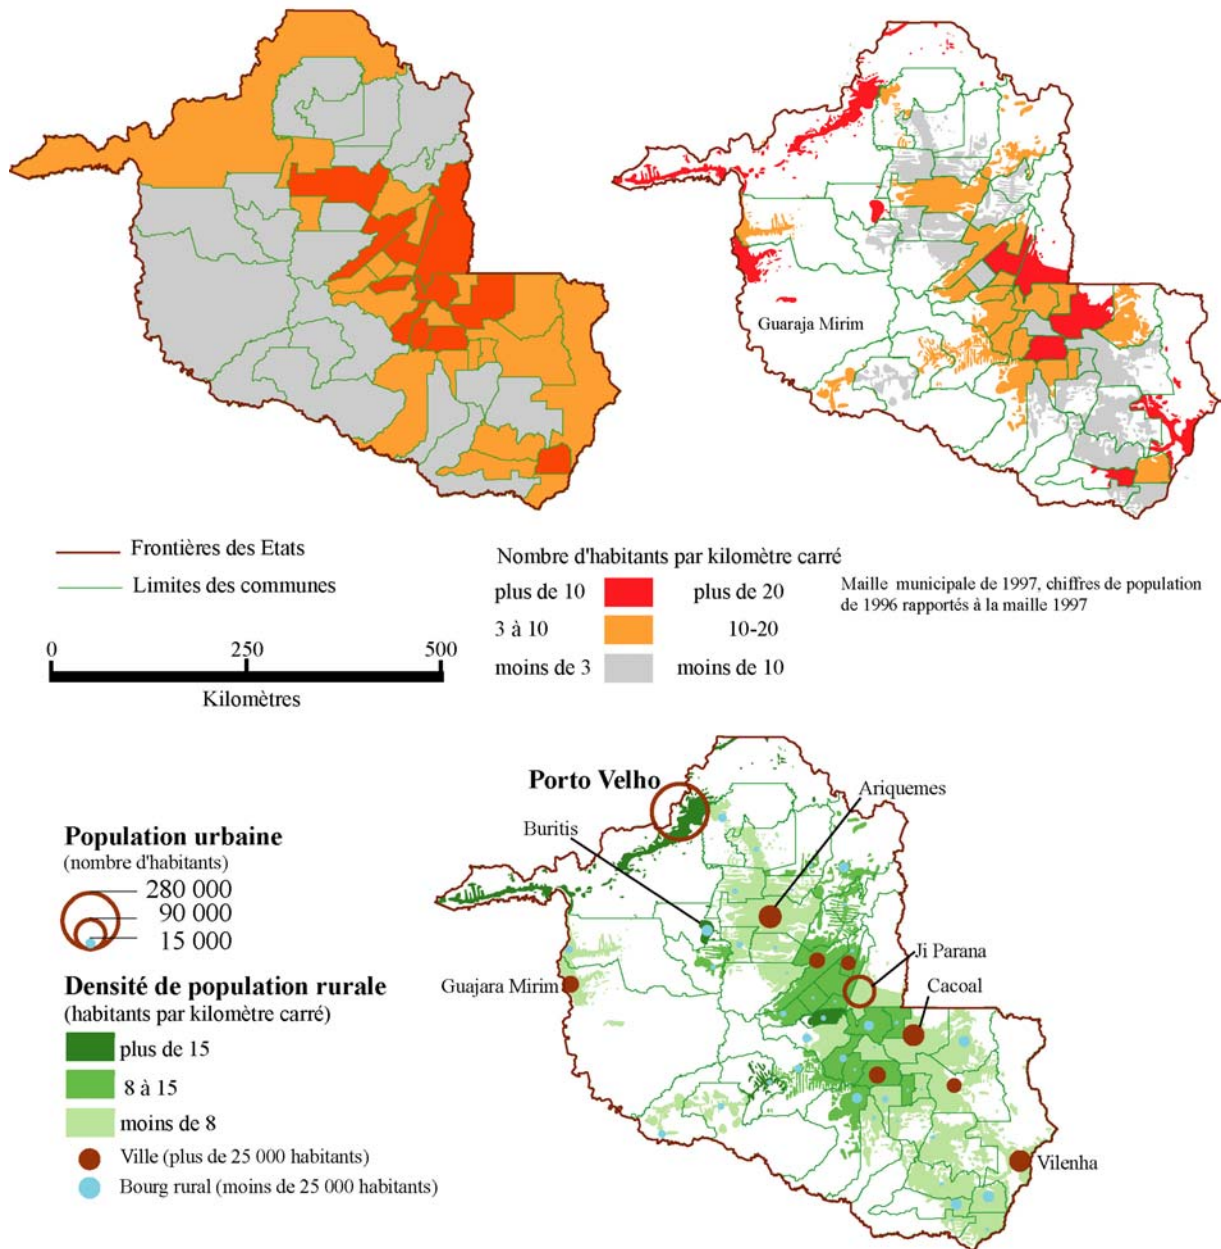 Guaraja Mirim
Frontières des Etats
Limites des communes
0 250 500
Kilomètres
Nombre d'habitants par kilomètre carré
plus de 10 plus de 20
3 à 10 10-20
moins de 3 moins de 10
Maille municipale de 1997, chiffres de population
de 1996 rapportés à la maille 1997
Porto Velho
Ariquemes
Buritis
Ji Parana
Cacoal
Guajara Mirim
Vilenha
Population urbaine
(nombre d'habitants)
280 000
90 000
15 000
Densité de population rurale
(habitants par kilomètre carré)
plus de 15
8 à 15
moins de 8
Ville (plus de 25 000 habitants)
Bourg rural (moins de 25 000 habitants)